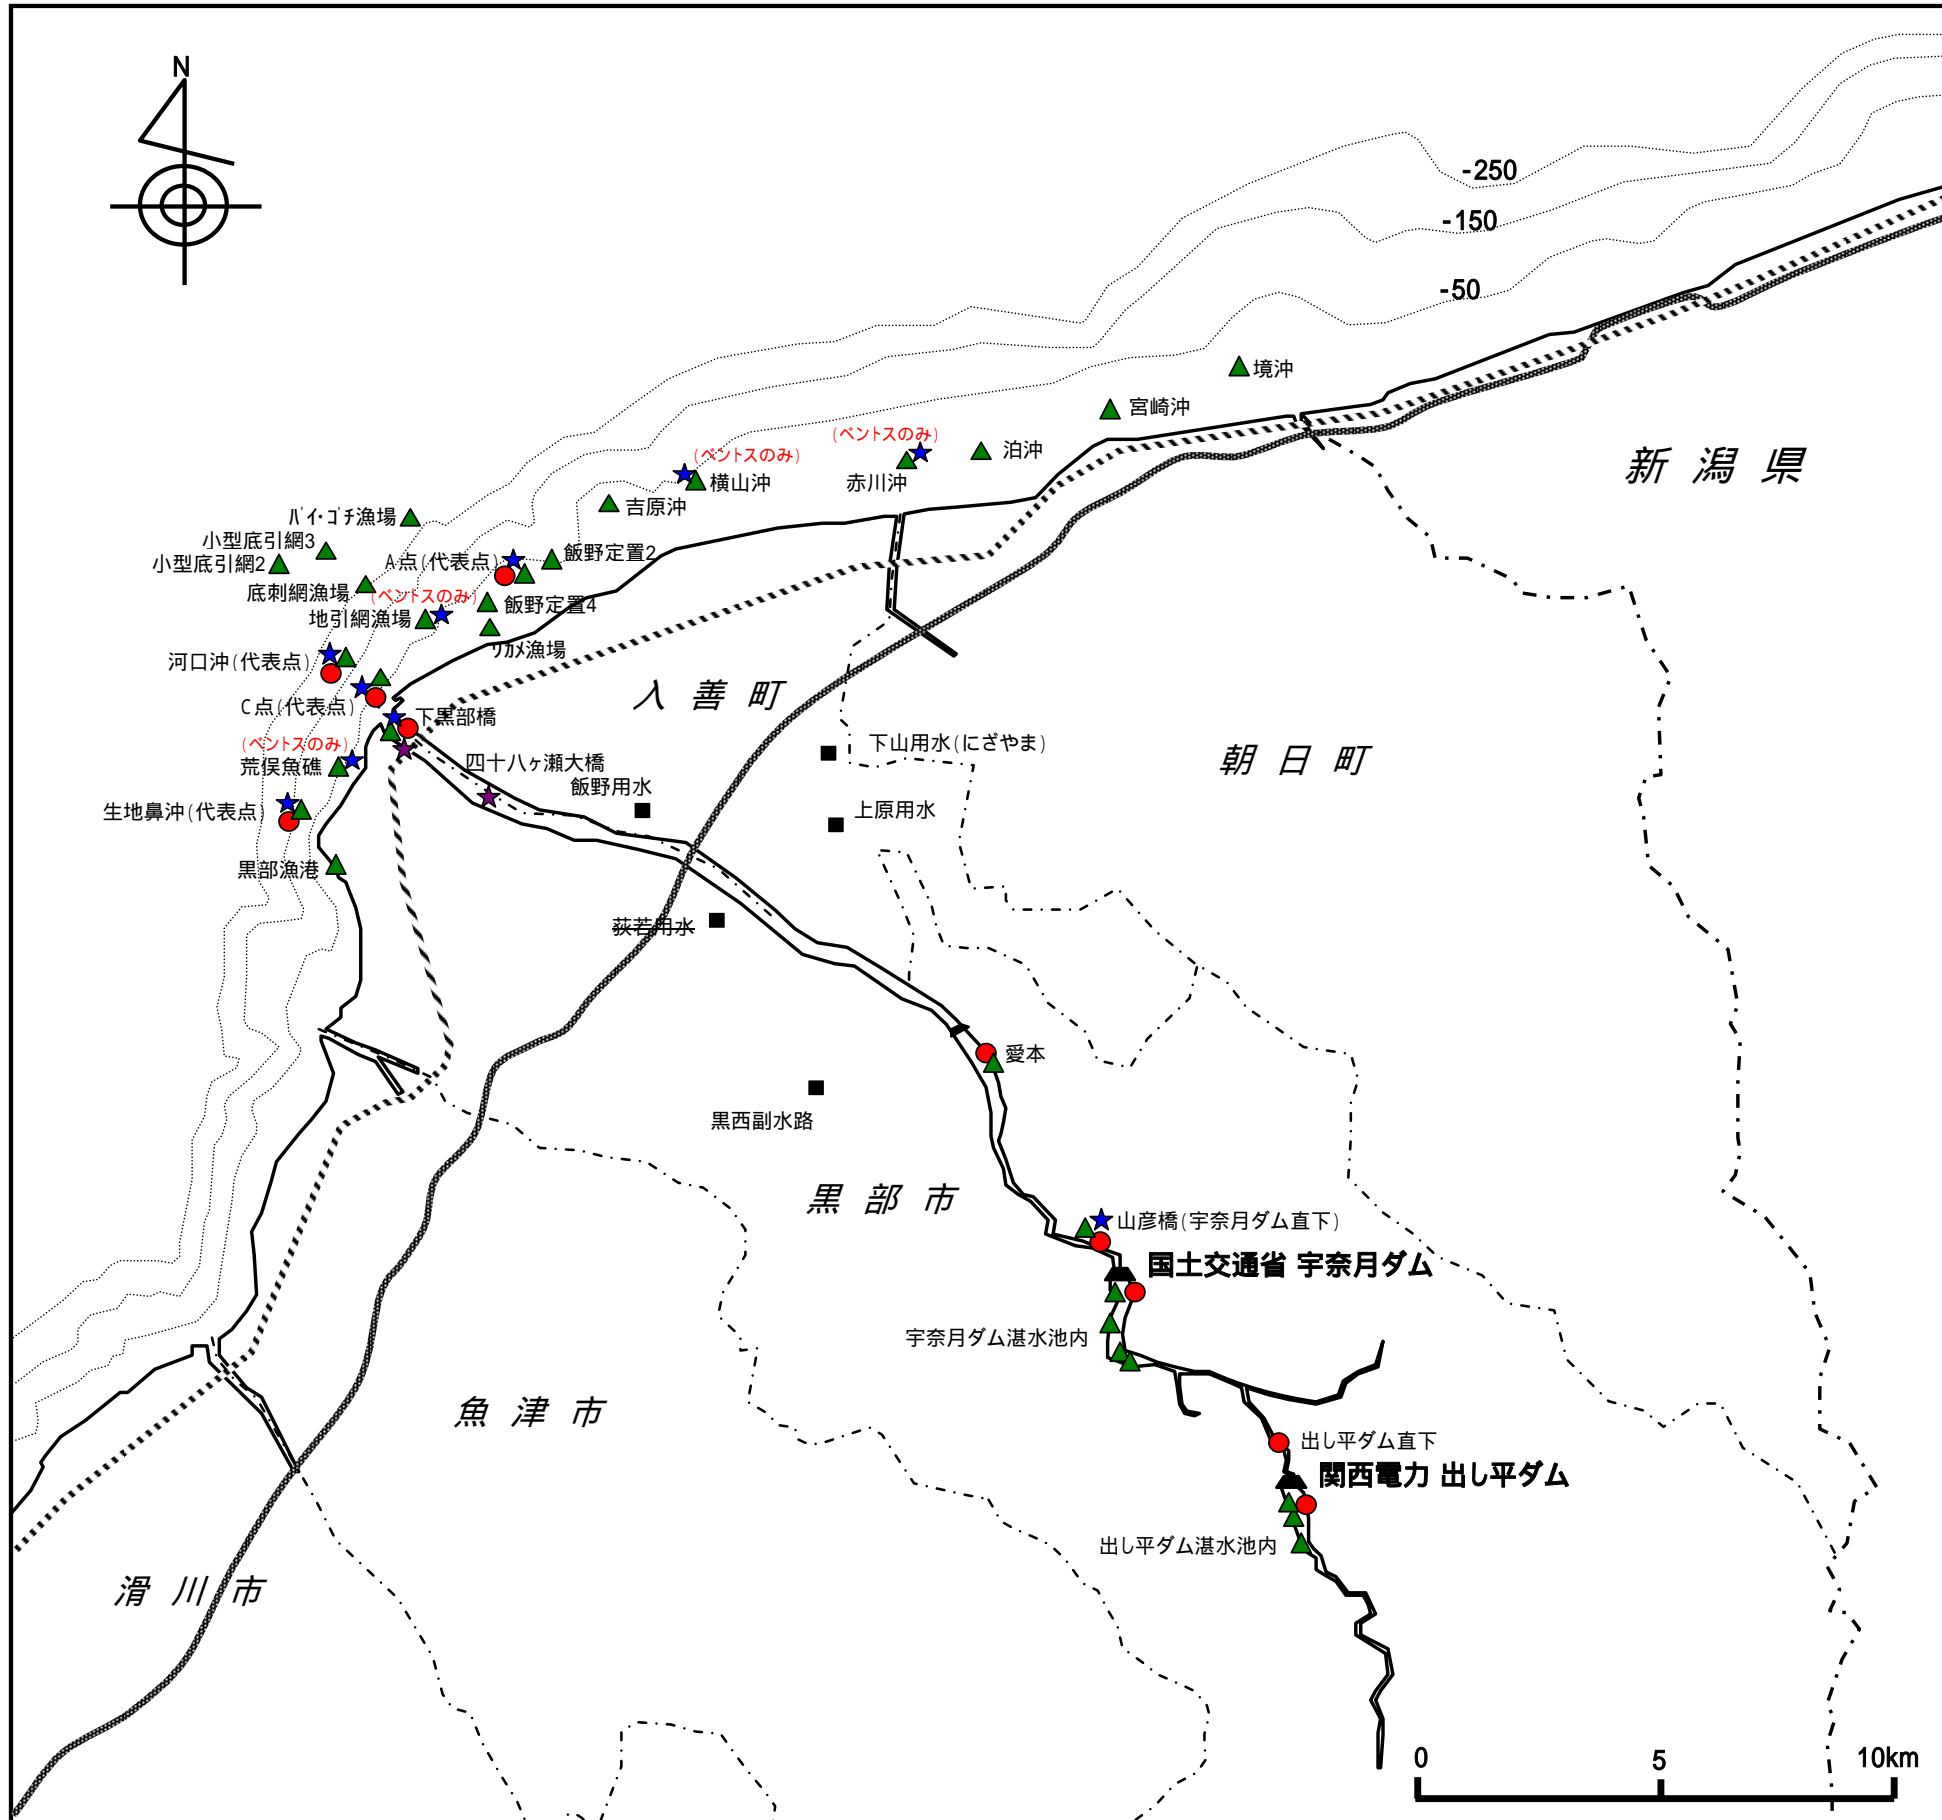 N
-250
-150
-50
境沖
宮崎沖
(ベントスのみ)
泊沖
赤川沖
新潟県
(ベントスのみ)
横山沖
吉原沖
バイ・ゴチ漁場
小型底引網3
小型底引網2
A点(代表点)
飯野定置2
底刺網漁場
(ベントスのみ)
飯野定置4
地引網漁場
ワカメ漁場
河口沖(代表点)
C点(代表点)
下黒部橋
入善町
(ベントスのみ)
荒俣魚礁
四十八ヶ瀬大橋
飯野用水
下山用水(にざやま)
朝日町
生地鼻沖(代表点)
上原用水
黒部漁港
荻若用水
愛本
黒西副水路
黒部市
山彦橋(宇奈月ダム直下)
国土交通省 宇奈月ダム
宇奈月ダム湛水池内
魚津市
出し平ダム直下
関西電力 出し平ダム
出し平ダム湛水池内
滑川市
0 5 10km